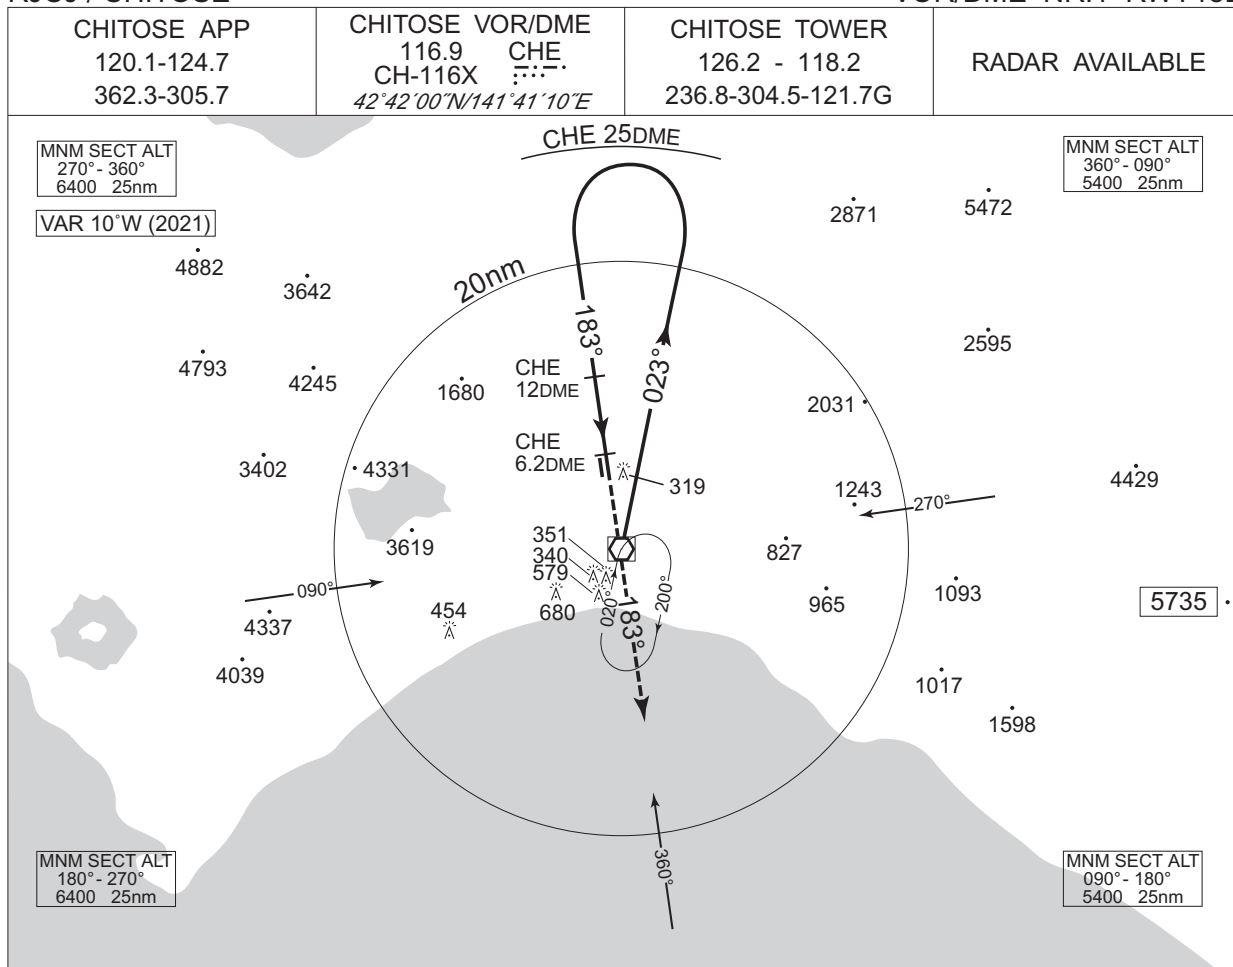 CHITOSE APP
120.1-124.7
362.3-305.7
CHITOSE VOR/DME
116.9 CHE
CH-116X
42°42´00˝N/141°41´10˝E
CHITOSE TOWER
126.2 - 118.2
236.8-304.5-121.7G
RADAR AVAILABLE
CHE 25DME
MNM SECT ALT
270°- 360°
6400 25nm
MNM SECT ALT
360°- 090°
5400 25nm
VAR 10°W (2021)
2871
5472
4882
3642
20nm
183°
023°
2595
4793
4245
1680
CHE
12DME
2031
CHE
6.2DME
3402
4331
319
1243
270°
4429
3619
351
340
579
680
827
090°
454
020°
200°
183°
965
1093
5735
4337
4039
1017
1598
360°
MNM SECT ALT
180°- 270°
6400 25nm
MNM SECT ALT
090°- 180°
5400 25nm